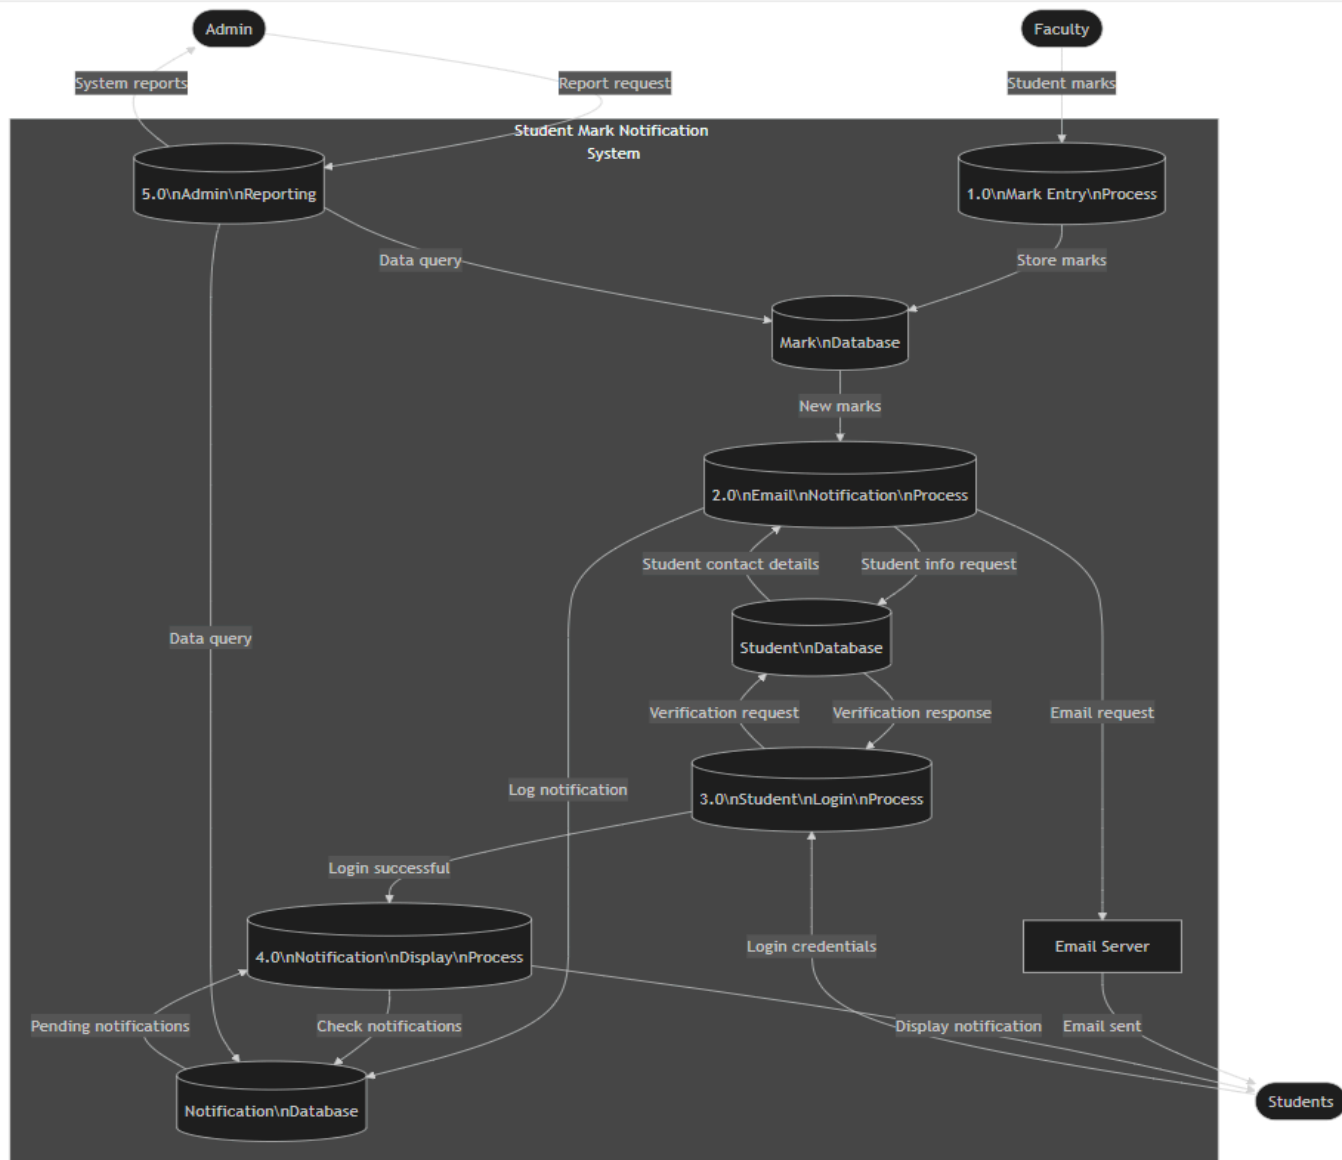 Admin
Faculty
System reports
Report request
Student marks
Student Mark Notification
System
5.0\nAdmin\nReporting
1.0\nMark Entry\nProcess
Data query
Store marks
Mark\nDatabase
New marks
2.0\nEmail\nNotification\nProcess
Student contact details
Student info request
Data query
Student\nDatabase
Verification request
Verification response
Email request
Log notification
3.0\nStudent\nLogin\nProcess
Login successful
4.0\nNotification\nDisplay\nProcess
Login credentials
Email Server
Pending notifications
Check notifications
Display notification
Email sent
Notification\nDatabase
Students